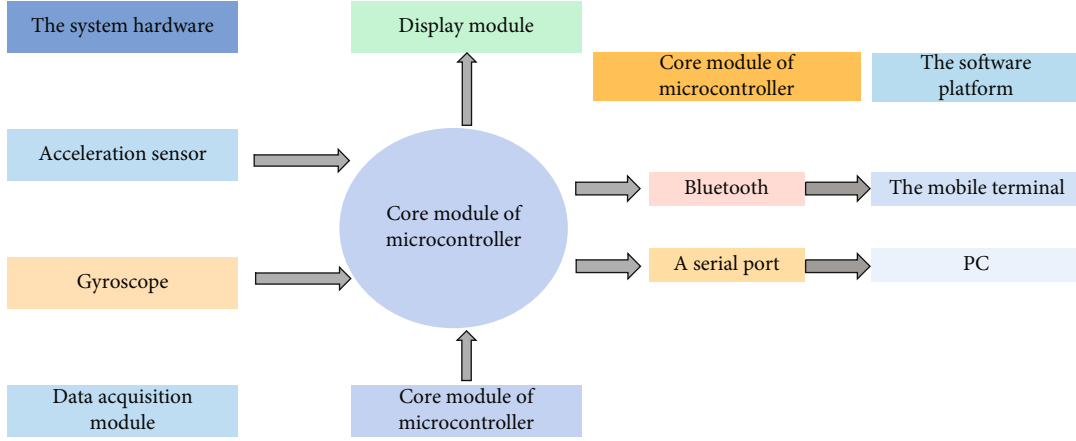 The system hardware
Display module
Core module of
microcontroller
The software
platform
Acceleration sensor
Core module of
microcontroller
Bluetooth
The mobile terminal
Gyroscope
A serial port
PC
Data acquisition
module
Core module of
microcontroller